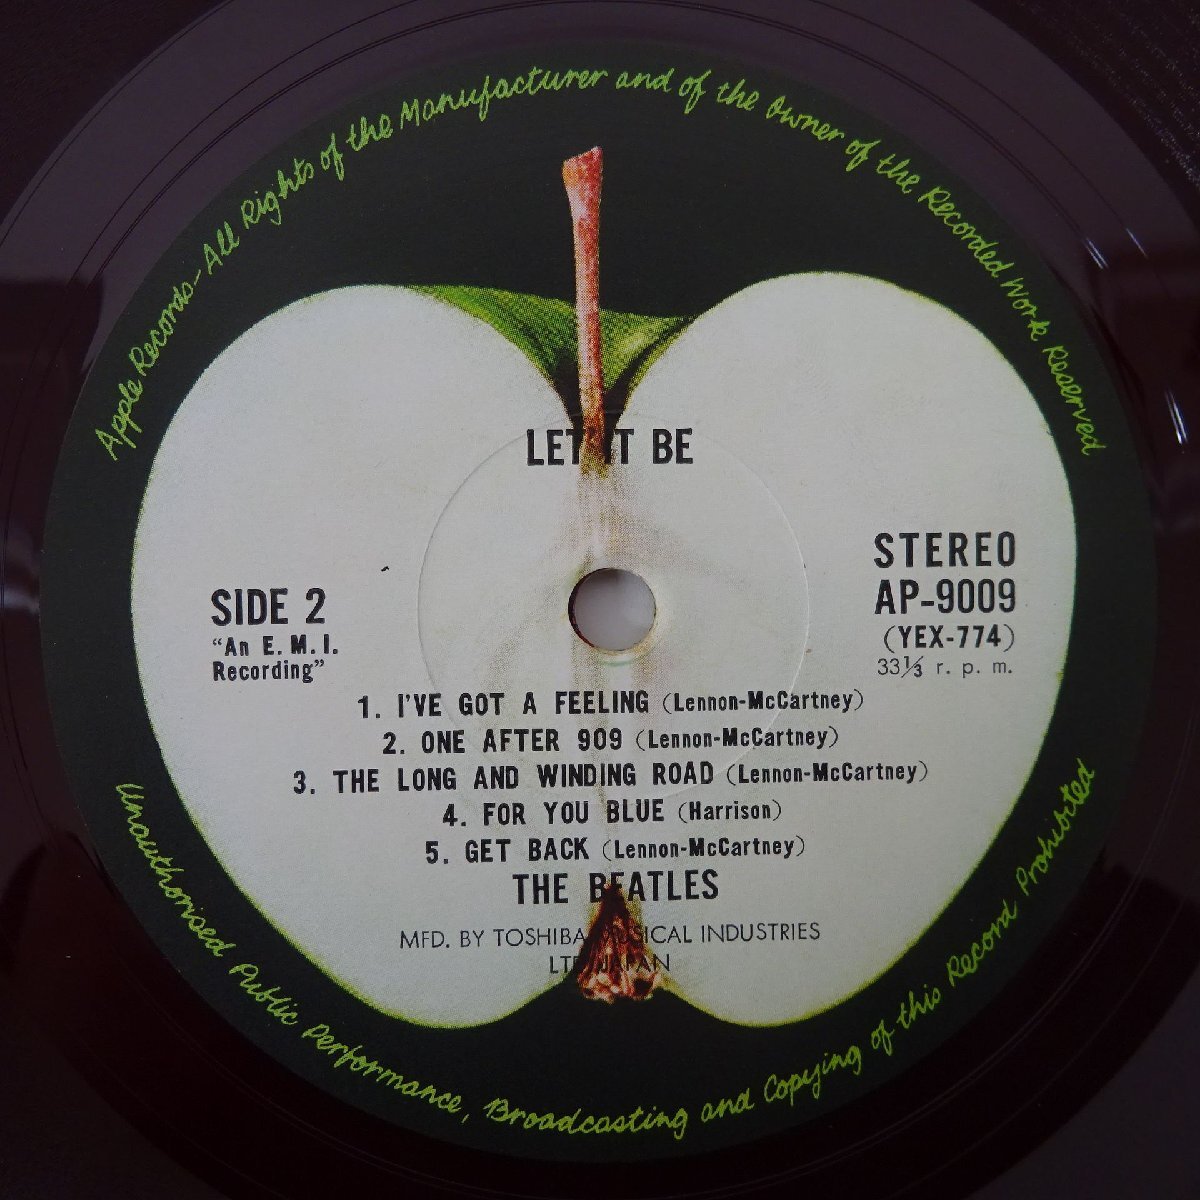 Apple Records-All Rights of the Manufacturer and of the Owner of the Recorded Work Reserved
LET IT BE
STEREO
AP-9009
(YEX-774)
33⅓ r. p. m.
SIDE 2
"An E. M. I.
Recording"
1. I'VE GOT A FEELING (Lennon-McCartney)
2. ONE AFTER 909 (Lennon-McCartney)
3. THE LONG AND WINDING ROAD (Lennon-McCartney)
4. FOR YOU BLUE (Harrison)
5. GET BACK (Lennon-McCartney)
THE BEATLES
MFD. BY TOSHIBA MUSICAL INDUSTRIES
LTD. JAPAN
Unauthorised Public Performance, Broadcasting and Copying of this Record Prohibited